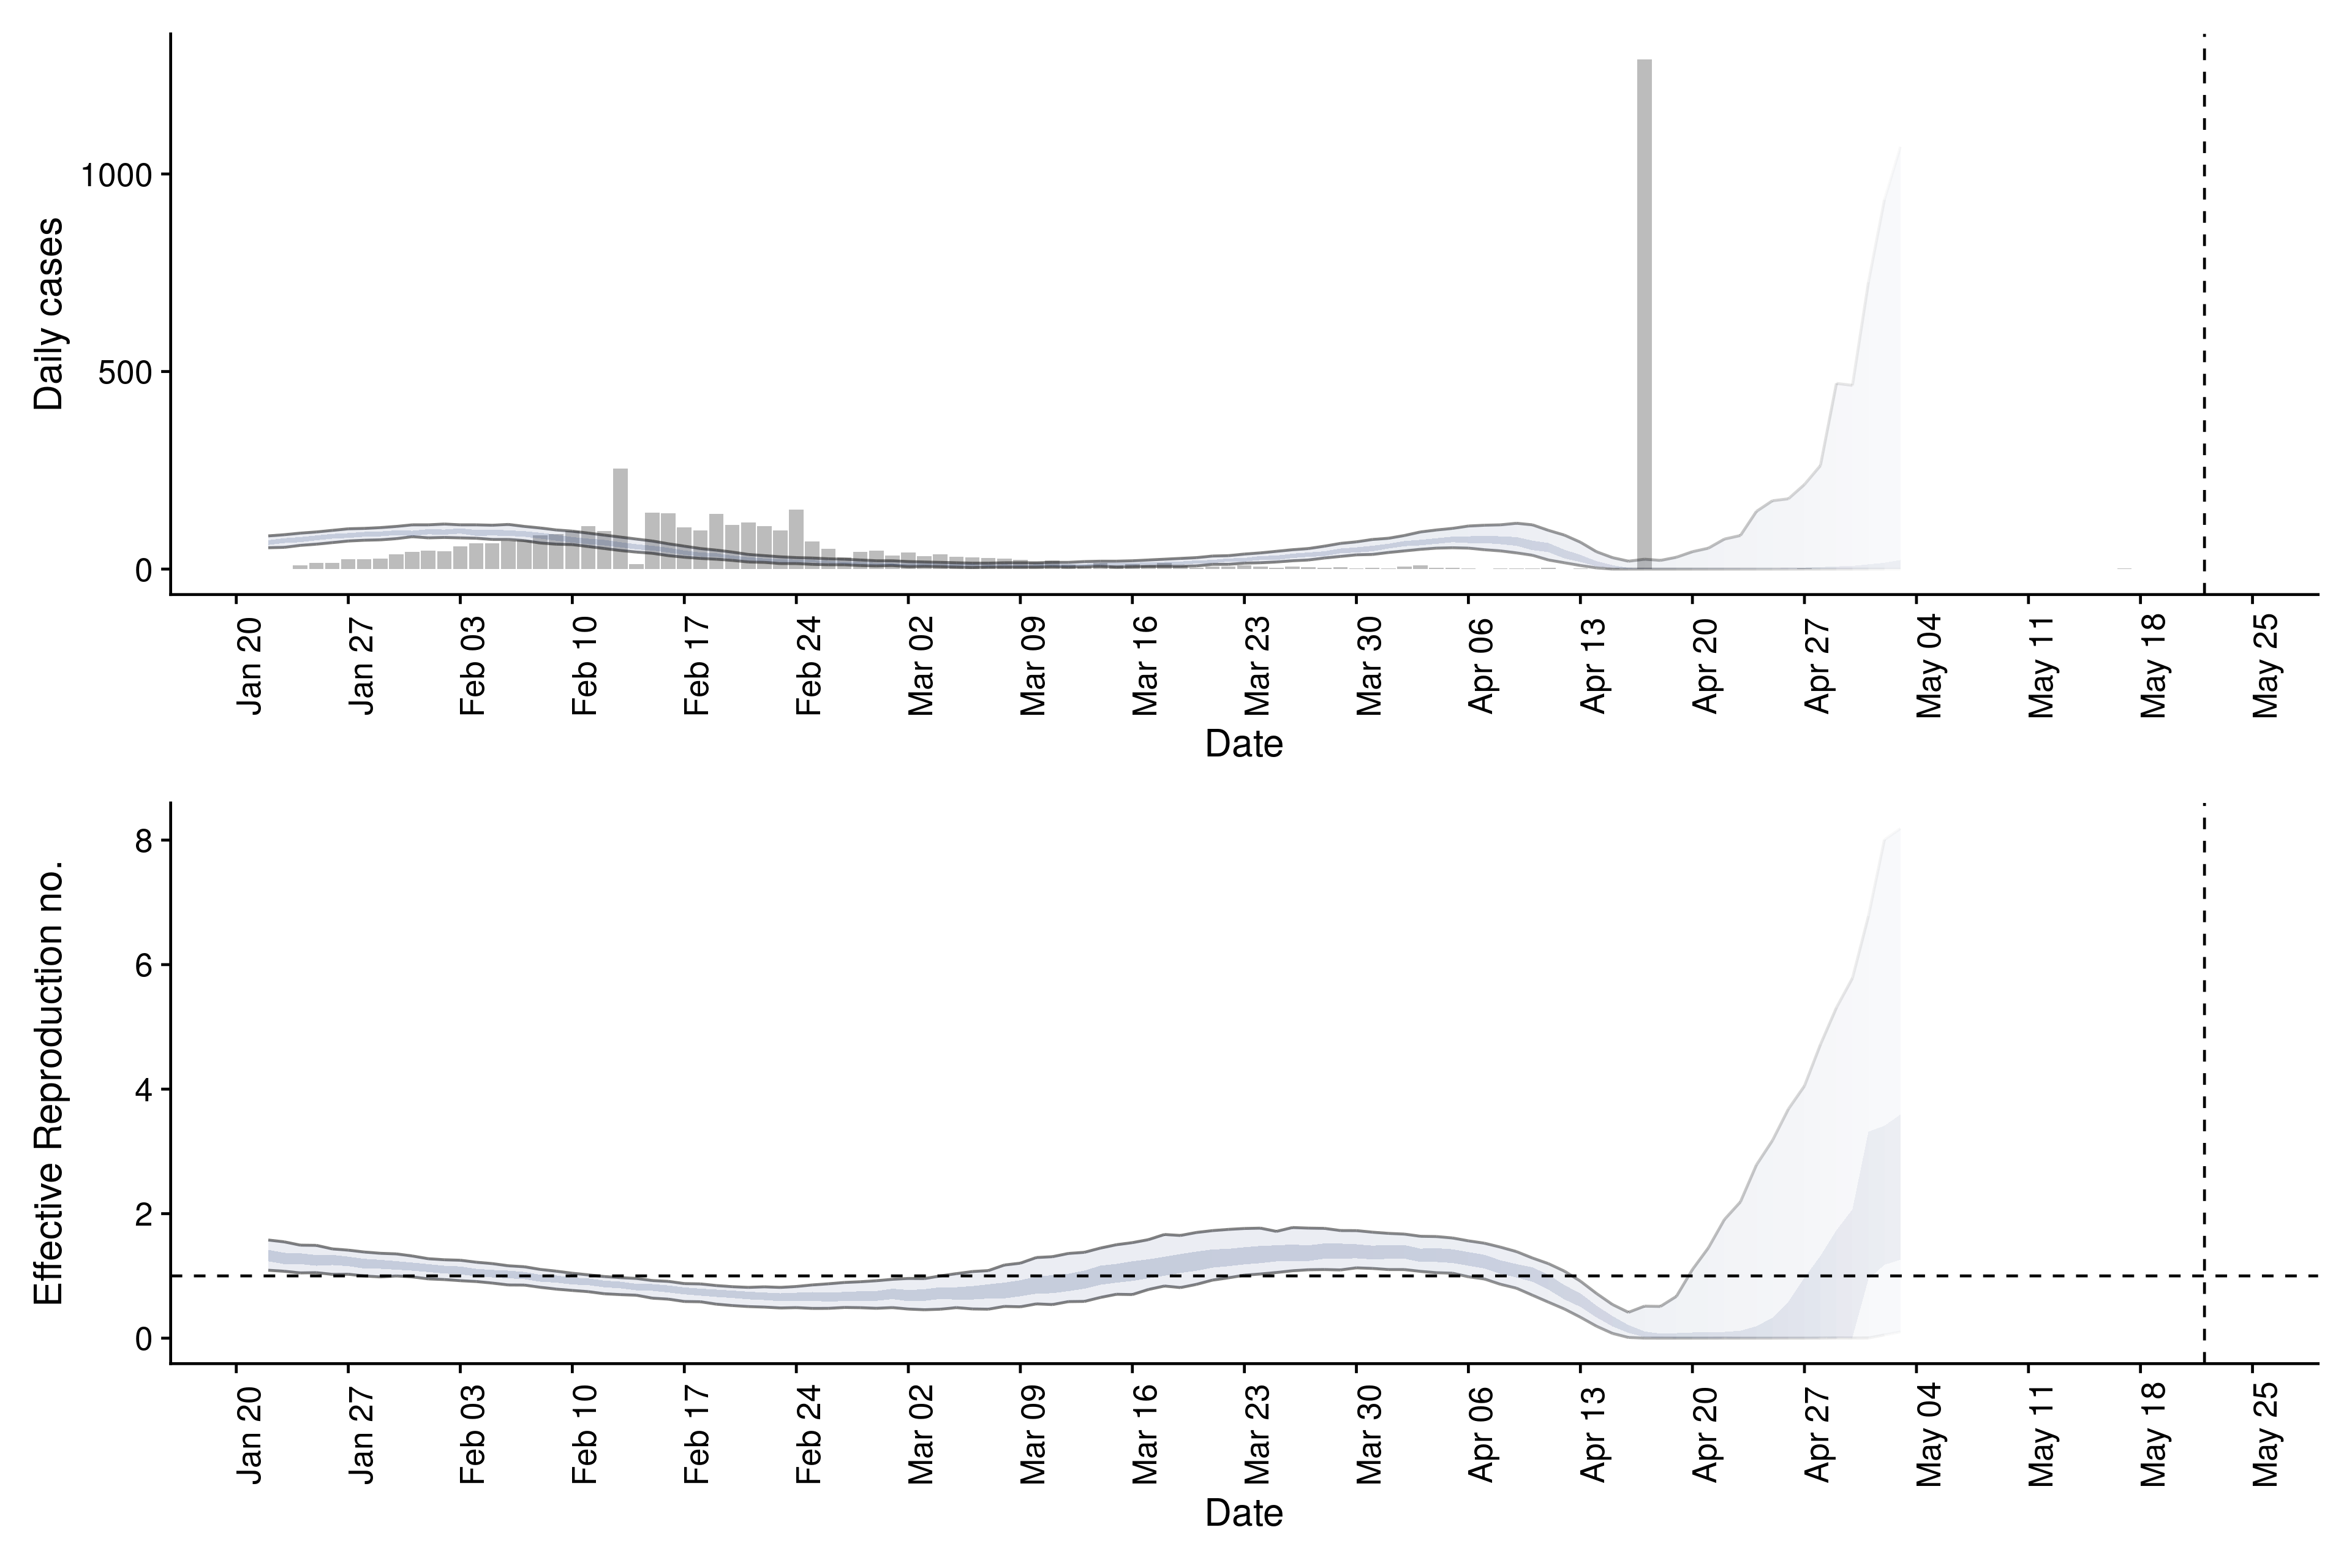 Daily cases
1000
500
0
Jan 20
Jan 27
Feb 03
Feb 10
Feb 17
Feb 24
Mar 02
Mar 09
Mar 16
Mar 23
Mar 30
Apr 06
Apr 13
Apr 20
Apr 27
May 04
May 11
May 18
May 25
Date
Effective Reproduction no.
8
6
4
2
0
Jan 20
Jan 27
Feb 03
Feb 10
Feb 17
Feb 24
Mar 02
Mar 09
Mar 16
Mar 23
Mar 30
Apr 06
Apr 13
Apr 20
Apr 27
May 04
May 11
May 18
May 25
Date